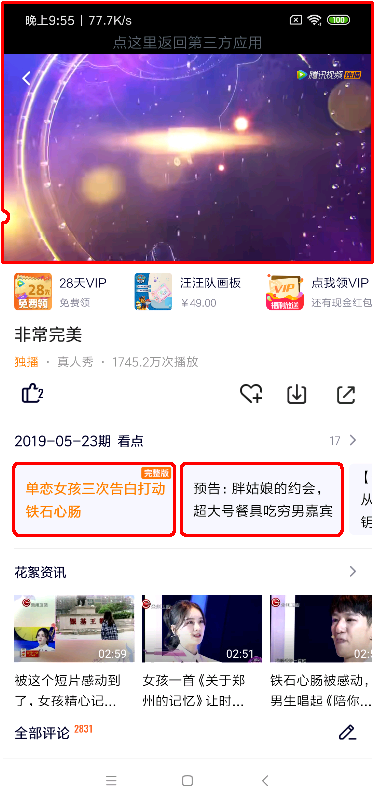 晚上9:55 | 77.7K/s
100
点这里返回第三方应用
腾讯视频 独播
28天
免费领
28天VIP
免费领
汪汪队画板
￥49.00
VIP
福利放送
点我领VIP
还有现金红包
非常完美
独播 · 真人秀 · 1745.2万次播放
2
2019-05-23期 看点
17
完整版
单恋女孩三次告白打动
铁石心肠
预告：胖姑娘的约会，
超大号餐具吃穷男嘉宾
【
从
钥
花絮资讯
02:59
02:51
被这个短片感动到
了，女孩精心记...
女孩一首《关于郑
州的记忆》让时...
铁石心肠被感动，
男生唱起《陪你...
全部评论 2831